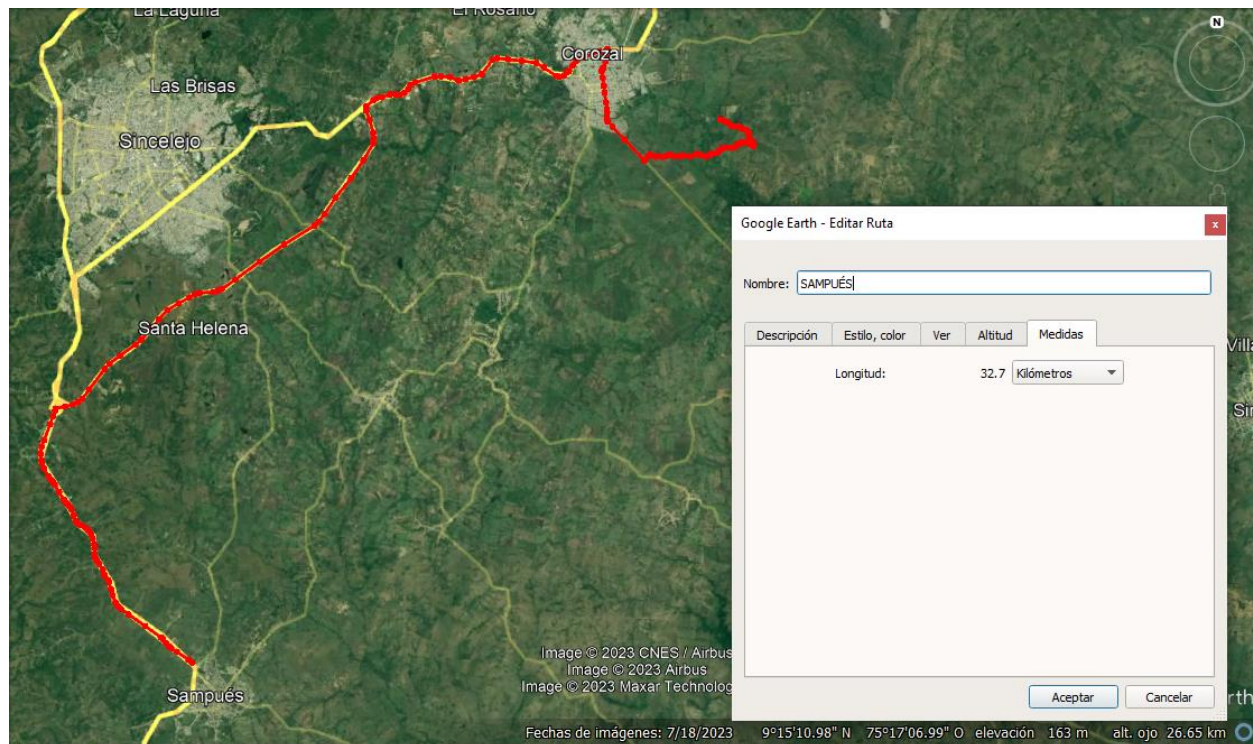 La Laguna
El Rosario
N
Corozal
Las Brisas
Sincelejo
Santa Helena
Sampués
Google Earth - Editar Ruta
x
Nombre: SAMPUÉS
Descripción Estilo, color Ver Altitud Medidas
Longitud: 32.7 Kilómetros
Villa
Sir
Aceptar Cancelar
rth
Image © 2023 CNES / Airbus
Image © 2023 Airbus
Image © 2023 Maxar Technolog
Fechas de imágenes: 7/18/2023 9°15'10.98" N 75°17'06.99" O elevación 163 m alt. ojo 26.65 km